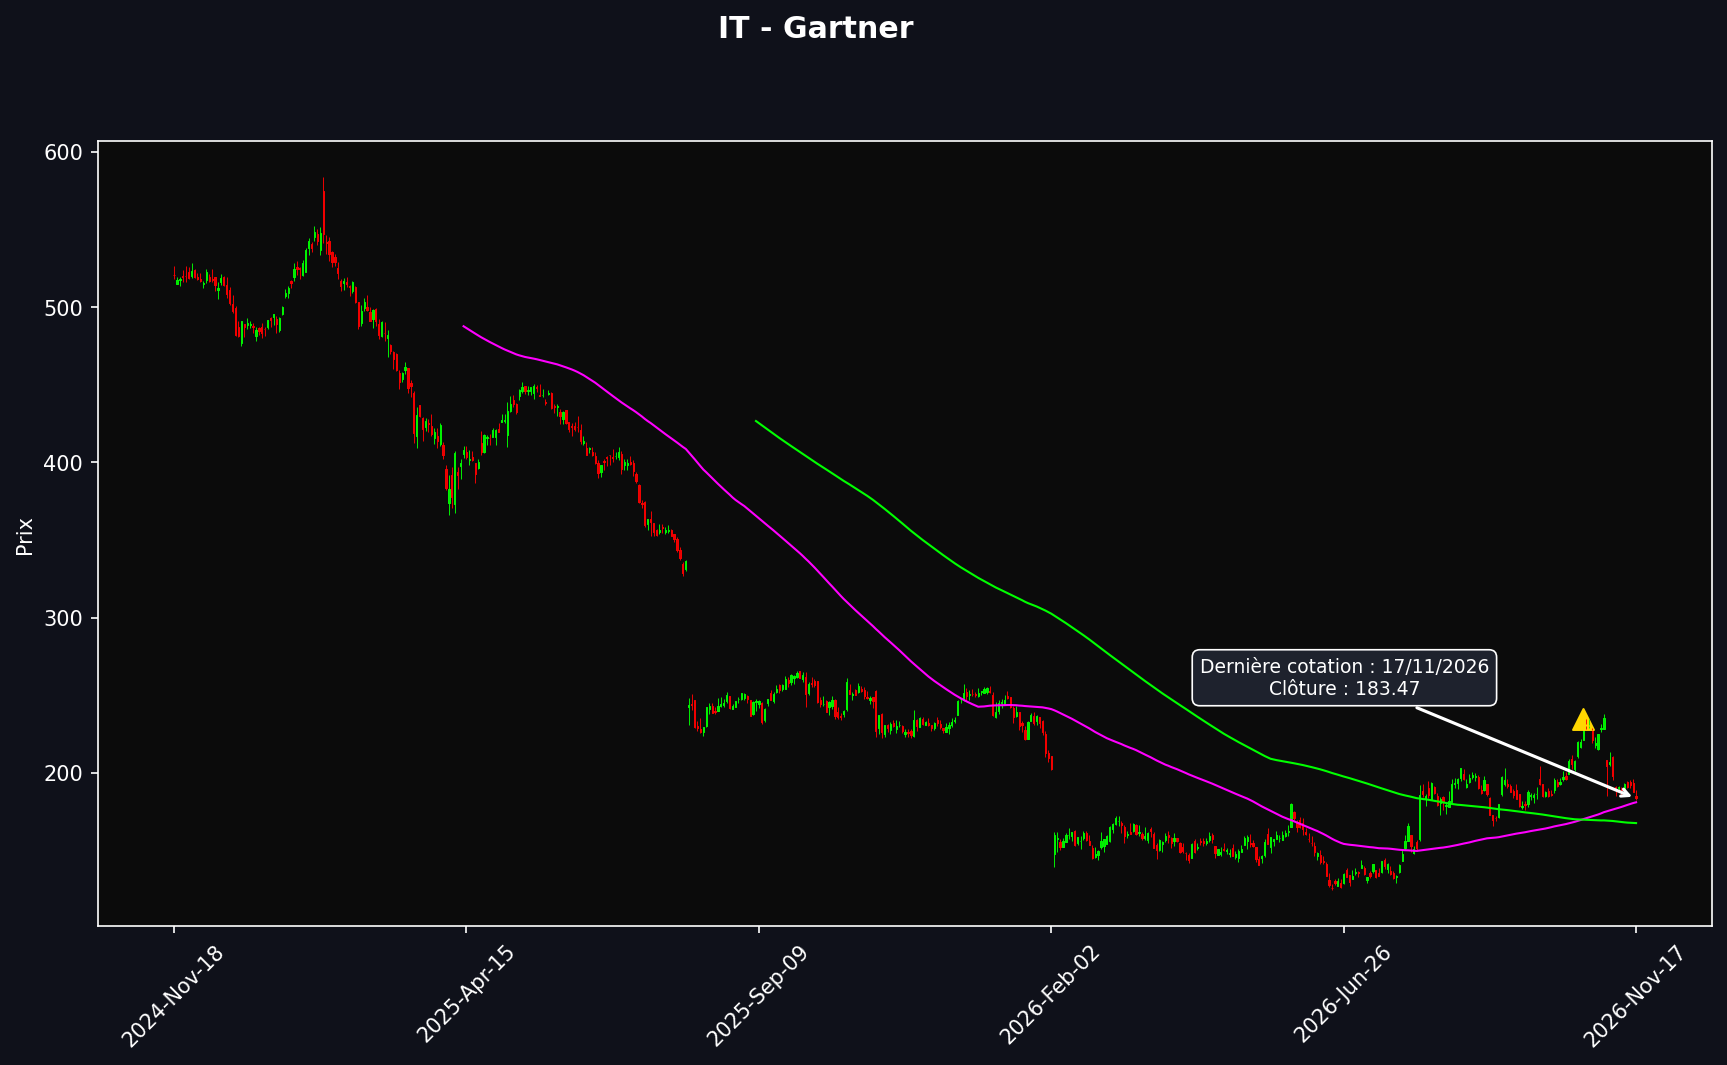 IT - Gartner
600
500
400
300
200
Prix
Dernière cotation : 17/11/2026
Clôture : 183.47
2024-Nov-18
2025-Apr-15
2025-Sep-09
2026-Feb-02
2026-Jun-26
2026-Nov-17